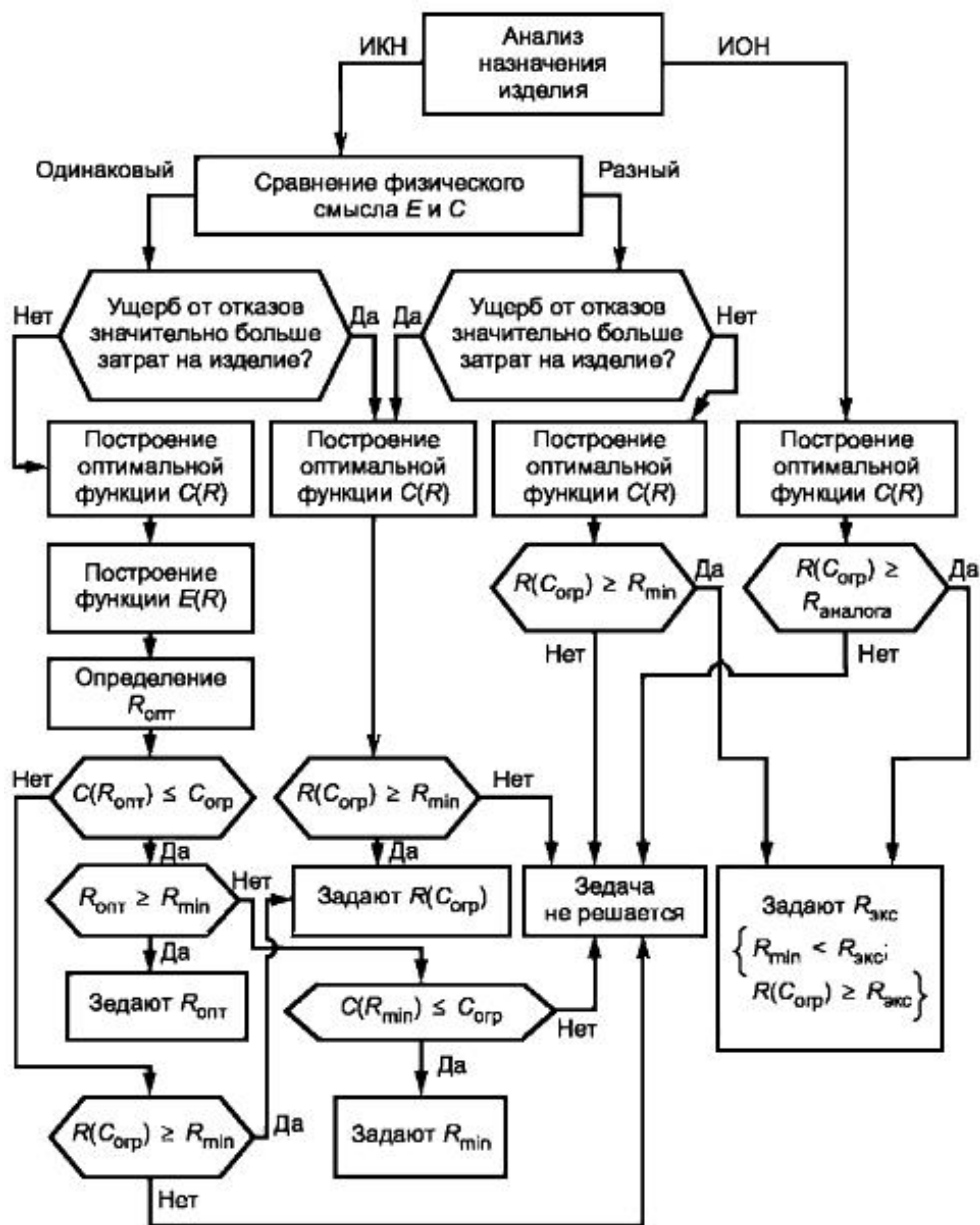 ИКН
Анализ
назначения
изделия
ИОН
Одинаковый
Сравнение физического
смысла E и C
Разный
Нет
Ущерб от отказов
значительно больше
затрат на изделие?
Да
Да
Ущерб от отказов
значительно больше
затрат на изделие?
Нет
Построение
оптимальной
функции C(R)
Построение
оптимальной
функции C(R)
Построение
оптимальной
функции C(R)
Построение
оптимальной
функции C(R)
Построение
функции E(R)
R(Cогр) ≥ Rmin
Да
R(Cогр) ≥
Rаналога
Да
Нет
Нет
Определение
Rопт
Нет
C(Rопт) ≤ Cогр
Да
R(Cогр) ≥ Rmin
Нет
Да
Rопт ≥ Rmin
Нет
Да
Задают R(Cогр)
Зедача
не решается
Задают Rэкс
{Rmin < Rэкс;
R(Cогр) ≥ Rэкс}
Зедают Rопт
C(Rmin) ≤ Cогр
Нет
Да
R(Cогр) ≥ Rmin
Да
Нет
Задают Rmin